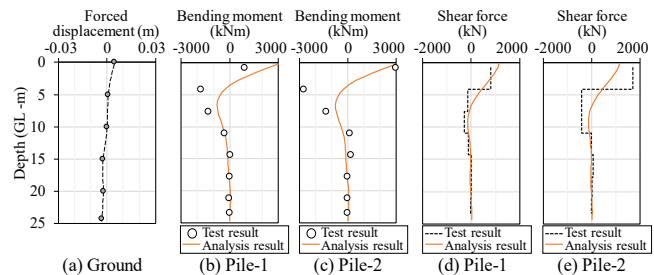 Forced
displacement (m)
-0.03 0 0.03
Bending moment
(kNm)
-3000 0 3000
Bending moment
(kNm)
-3000 0 3000
Shear force
(kN)
-2000 0 2000
Shear force
(kN)
-2000 0 2000
Depth (GL -m)
0
5
10
15
20
25
Test result
Analysis result
Test result
Analysis result
Test result
Analysis result
Test result
Analysis result
(a) Ground
(b) Pile-1
(c) Pile-2
(d) Pile-1
(e) Pile-2